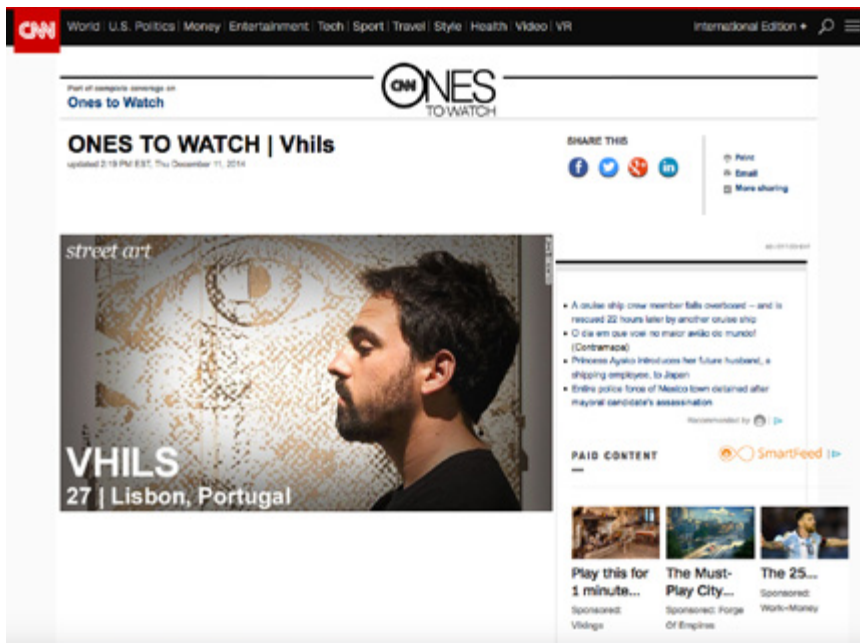 CNN
World U.S. Politics Money Entertainment Tech Sport Travel Style Health Video VR
International Edition +
Part of complete coverage on
Ones to Watch
CNN ONES
TO WATCH
ONES TO WATCH | Vhils
updated 2:19 PM EST, Thu December 11, 2014
SHARE THIS
Print
Email
More sharing
street art
VHILS
27 | Lisbon, Portugal
ADVERTISEMENT
A cruise ship crew member falls overboard – and is
rescued 22 hours later by another cruise ship
O dia em que voei no maior avião do mundo!
(Contramapa)
Princess Ayako introduces her future husband, a
shipping employee, to Japan
Entire police force of Mexico town detained after
mayoral candidate's assassination
Recommended by
PAID CONTENT
SmartFeed
Play this for
1 minute...
Sponsored:
Vikings
The Must-
Play City...
Sponsored: Forge
Of Empires
The 25...
Sponsored:
Work+Money